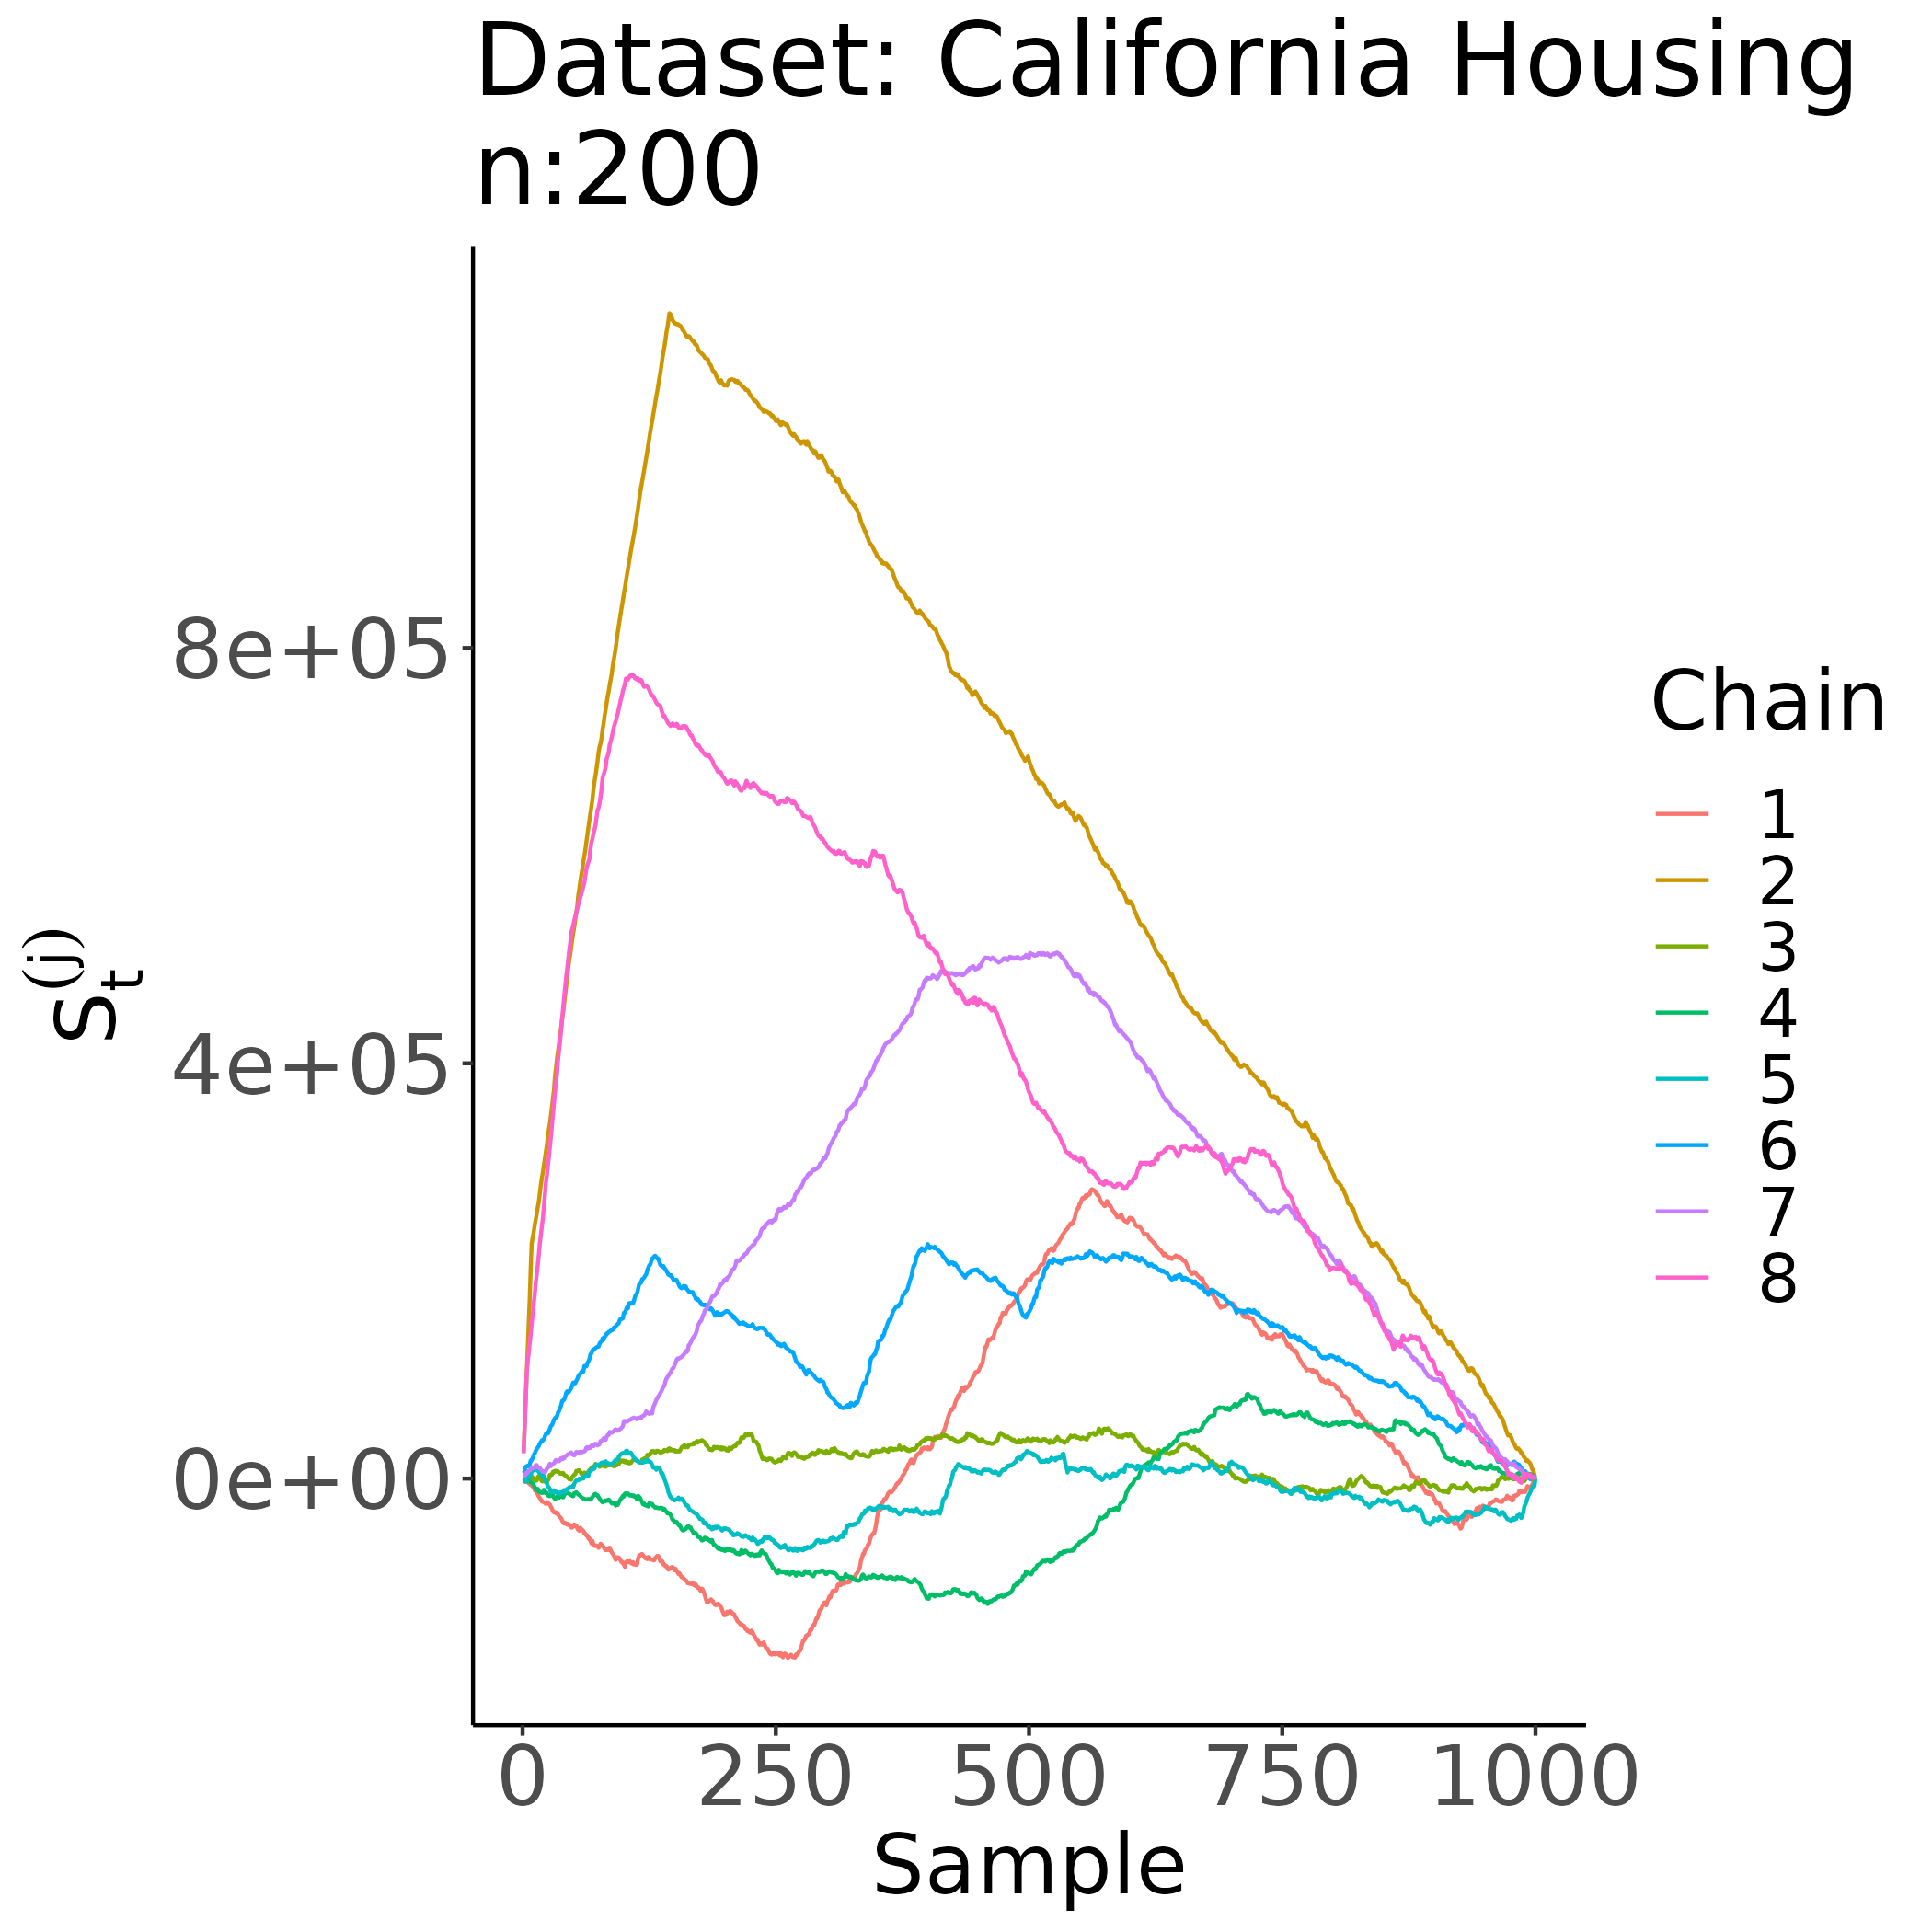 Dataset: California Housing
n:200
8e+05
4e+05
0e+00
S_t^(j)
0 250 500 750 1000
Sample
Chain
1
2
3
4
5
6
7
8